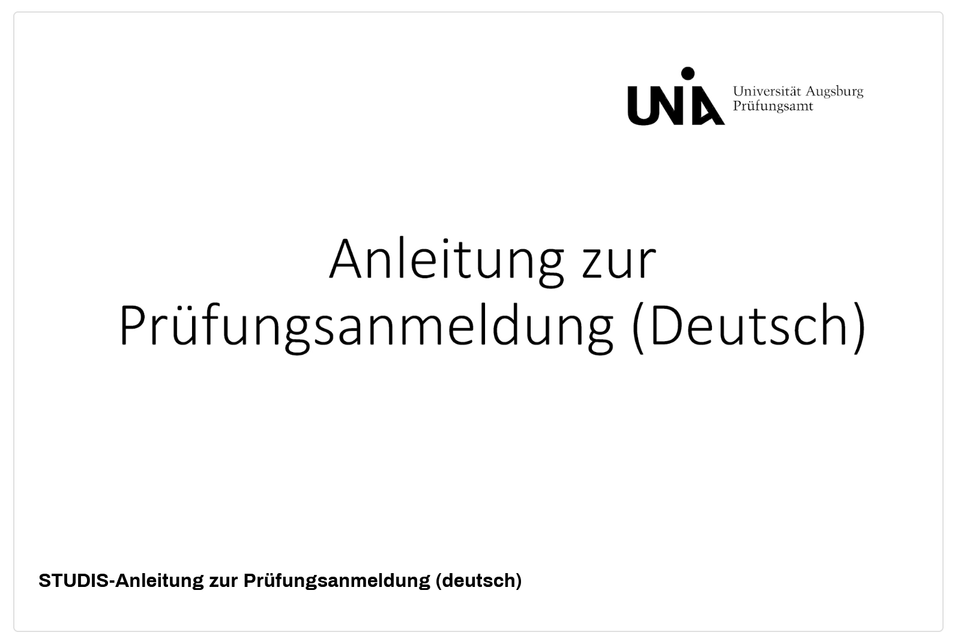 UNIA
Universität Augsburg
Prüfungsamt
Anleitung zur
Prüfungsanmeldung (Deutsch)
STUDIS-Anleitung zur Prüfungsanmeldung (deutsch)